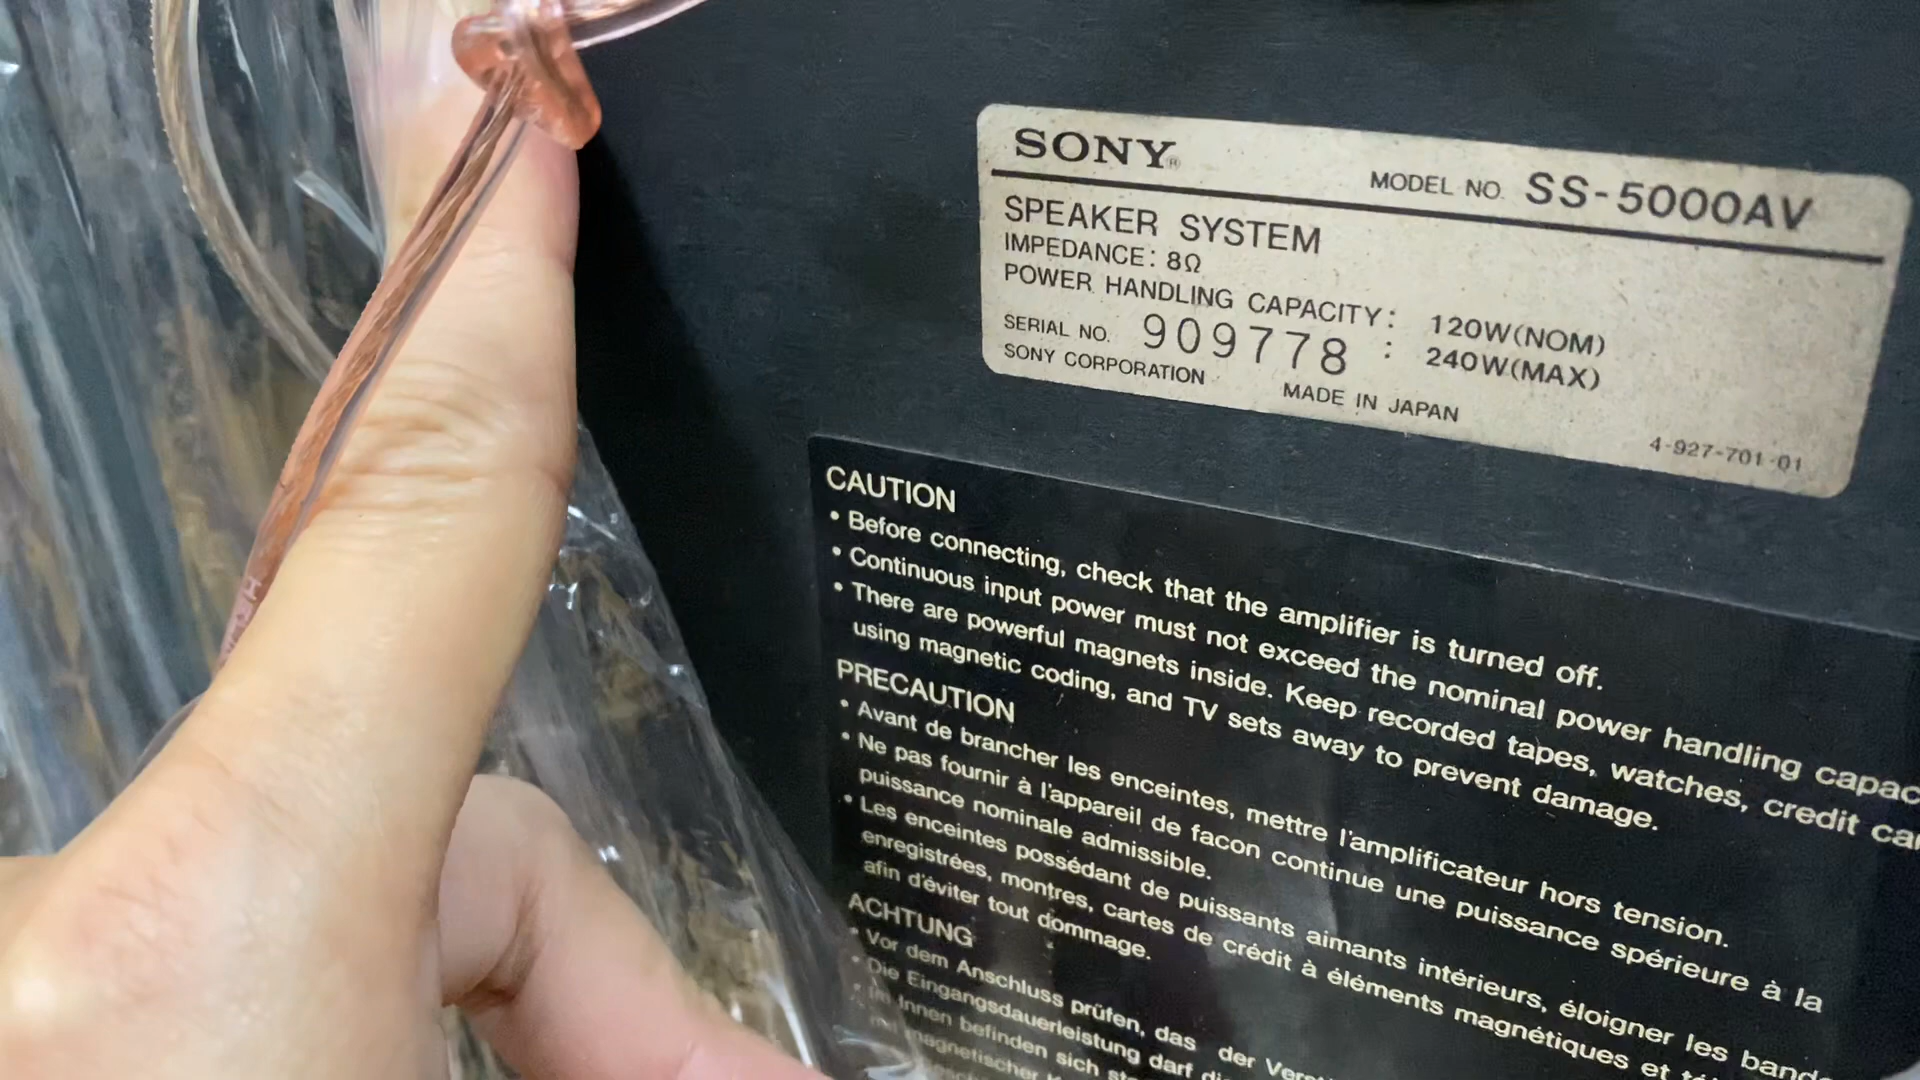 SONY®
MODEL NO. SS-5000AV
SPEAKER SYSTEM
IMPEDANCE: 8Ω
POWER HANDLING CAPACITY: 120W(NOM)
: 240W(MAX)
SERIAL NO. 909778
SONY CORPORATION
MADE IN JAPAN
4-927-701-01
CAUTION
• Before connecting, check that the amplifier is turned off.
• Continuous input power must not exceed the nominal power handling capac
• There are powerful magnets inside. Keep recorded tapes, watches, credit car
using magnetic coding, and TV sets away to prevent damage.
PRECAUTION
• Avant de brancher les enceintes, mettre l'amplificateur hors tension.
• Ne pas fournir à l'appareil de facon continue une puissance spérieure à la
puissance nominale admissible.
• Les enceintes possédant de puissants aimants intérieurs, éloigner les band
enregistrées, montres, cartes de crédit à éléments magnétiques et
afin d'éviter tout dommage.
ACHTUNG
• Vor dem Anschluss prüfen, das der Vers
• Die Eingangsdauerleistung darf di
• Im Innen befinden sich st
mit magnetischer